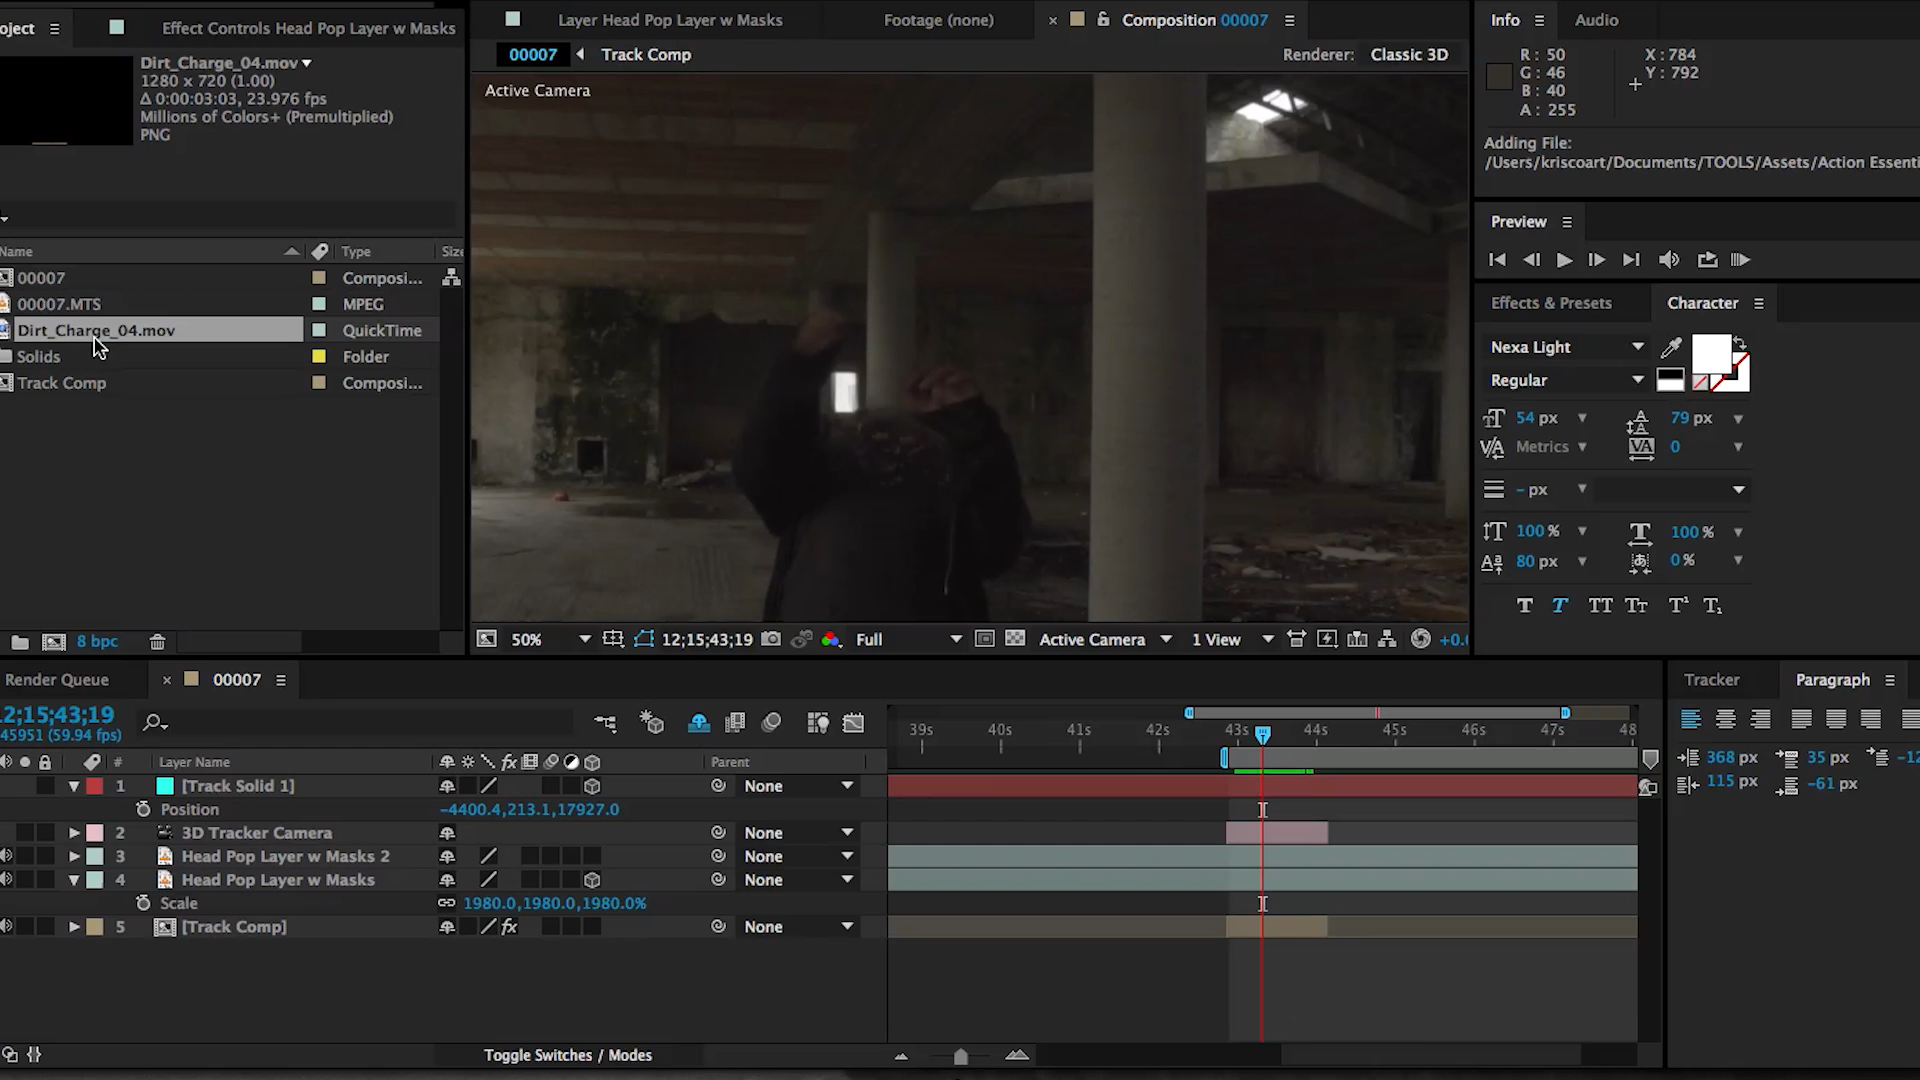 oject
Effect Controls Head Pop Layer w Masks
Layer Head Pop Layer w Masks
Footage (none)
Composition 00007
Info
Audio
Dirt_Charge_04.mov
1280 x 720 (1.00)
Δ 0:00:03:03, 23.976 fps
Millions of Colors+ (Premultiplied)
PNG
00007
Track Comp
Renderer: Classic 3D
Active Camera
R: 50
G: 46
B: 40
A: 255
X: 784
Y: 792
Adding File:
/Users/kriscoart/Documents/TOOLS/Assets/Action Essenti
Preview
Name
Type
Size
00007
Composi...
00007.MTS
MPEG
Dirt_Charge_04.mov
QuickTime
Solids
Folder
Track Comp
Composi...
Effects & Presets
Character
Nexa Light
Regular
54 px
79 px
Metrics
0
- px
100 %
100 %
80 px
0 %
8 bpc
50%
12;15;43;19
Full
Active Camera
1 View
+0.0
Render Queue
00007
Tracker
Paragraph
2;15;43;19
45951 (59.94 fps)
39s
40s
41s
42s
43s
44s
45s
46s
47s
48
368 px
35 px
-12
115 px
-61 px
#
Layer Name
Parent
1
[Track Solid 1]
None
Position
-4400.4,213.1,17927.0
2
3D Tracker Camera
None
3
Head Pop Layer w Masks 2
None
4
Head Pop Layer w Masks
None
Scale
1980.0,1980.0,1980.0%
5
[Track Comp]
None
Toggle Switches / Modes